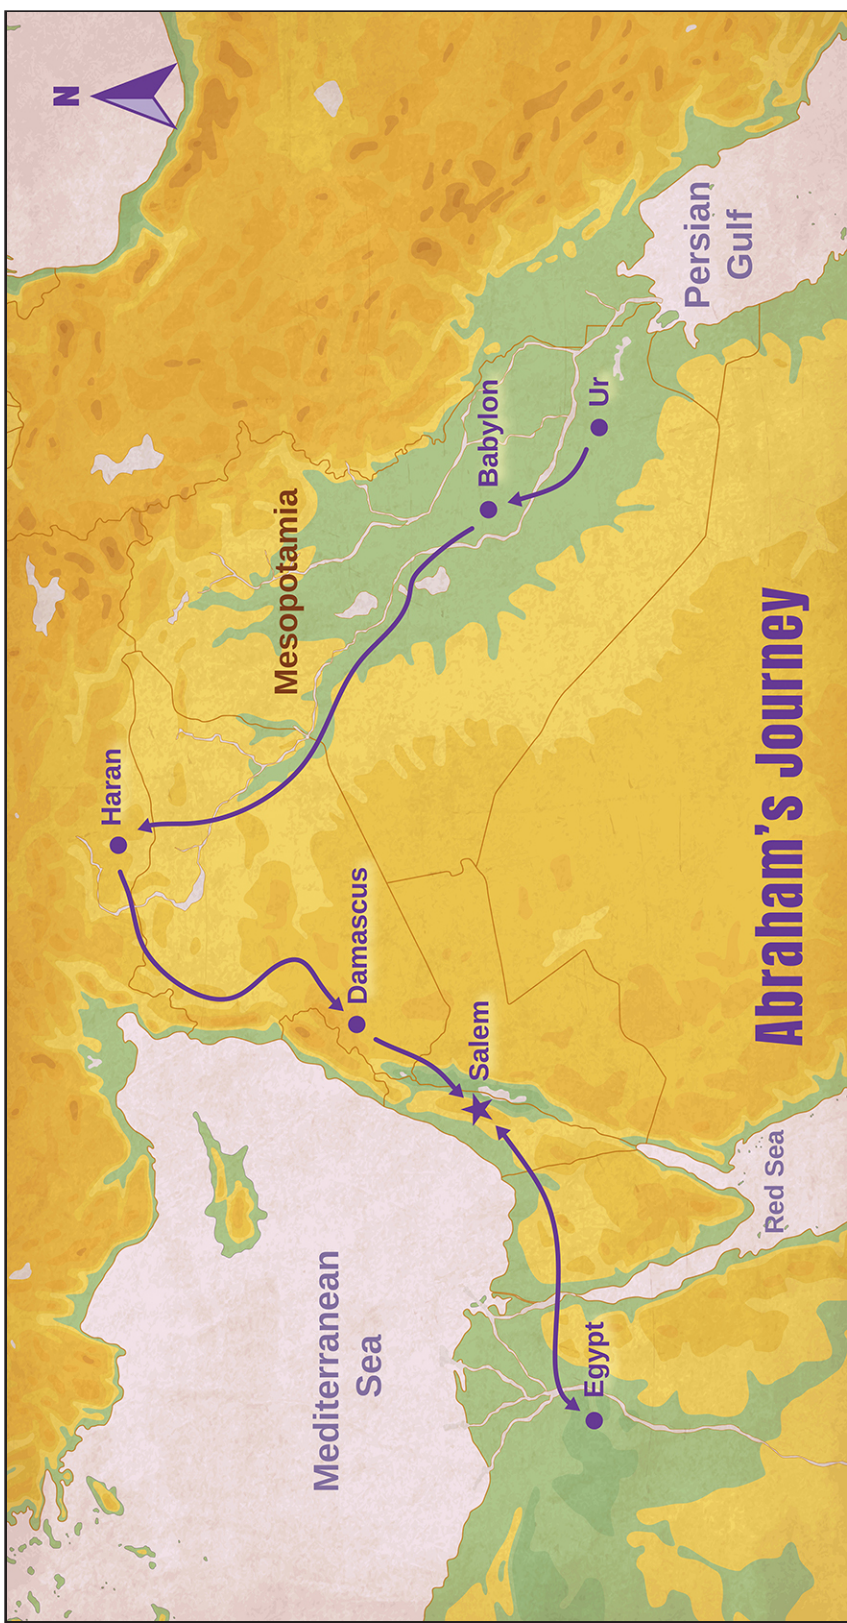 N
Haran
Mesopotamia
Mediterranean
Sea
Damascus
Salem
Babylon
Egypt
Ur
Persian
Gulf
Red Sea
Abraham’s Journey